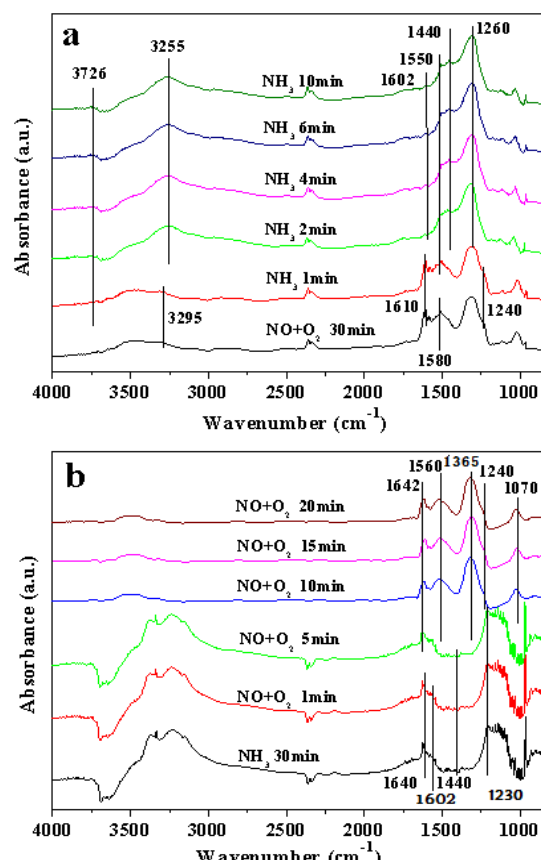 a
1440
1260
3255
1550
3726
1602
NH3 10min
NH3 6min
NH3 4min
NH3 2min
NH3 1min
1610
1240
3295
NO+O2 30min
1580
Absorbance (a.u.)
4000 3500 3000 2500 2000 1500 1000
Wavenumber (cm-1)
b
1560 1365
1240
1642
1070
NO+O2 20min
NO+O2 15min
NO+O2 10min
NO+O2 5min
NO+O2 1min
NH3 30min
1640
1440
1602
1230
Absorbance (a.u.)
4000 3500 3000 2500 2000 1500 1000
Wavenumber (cm-1)